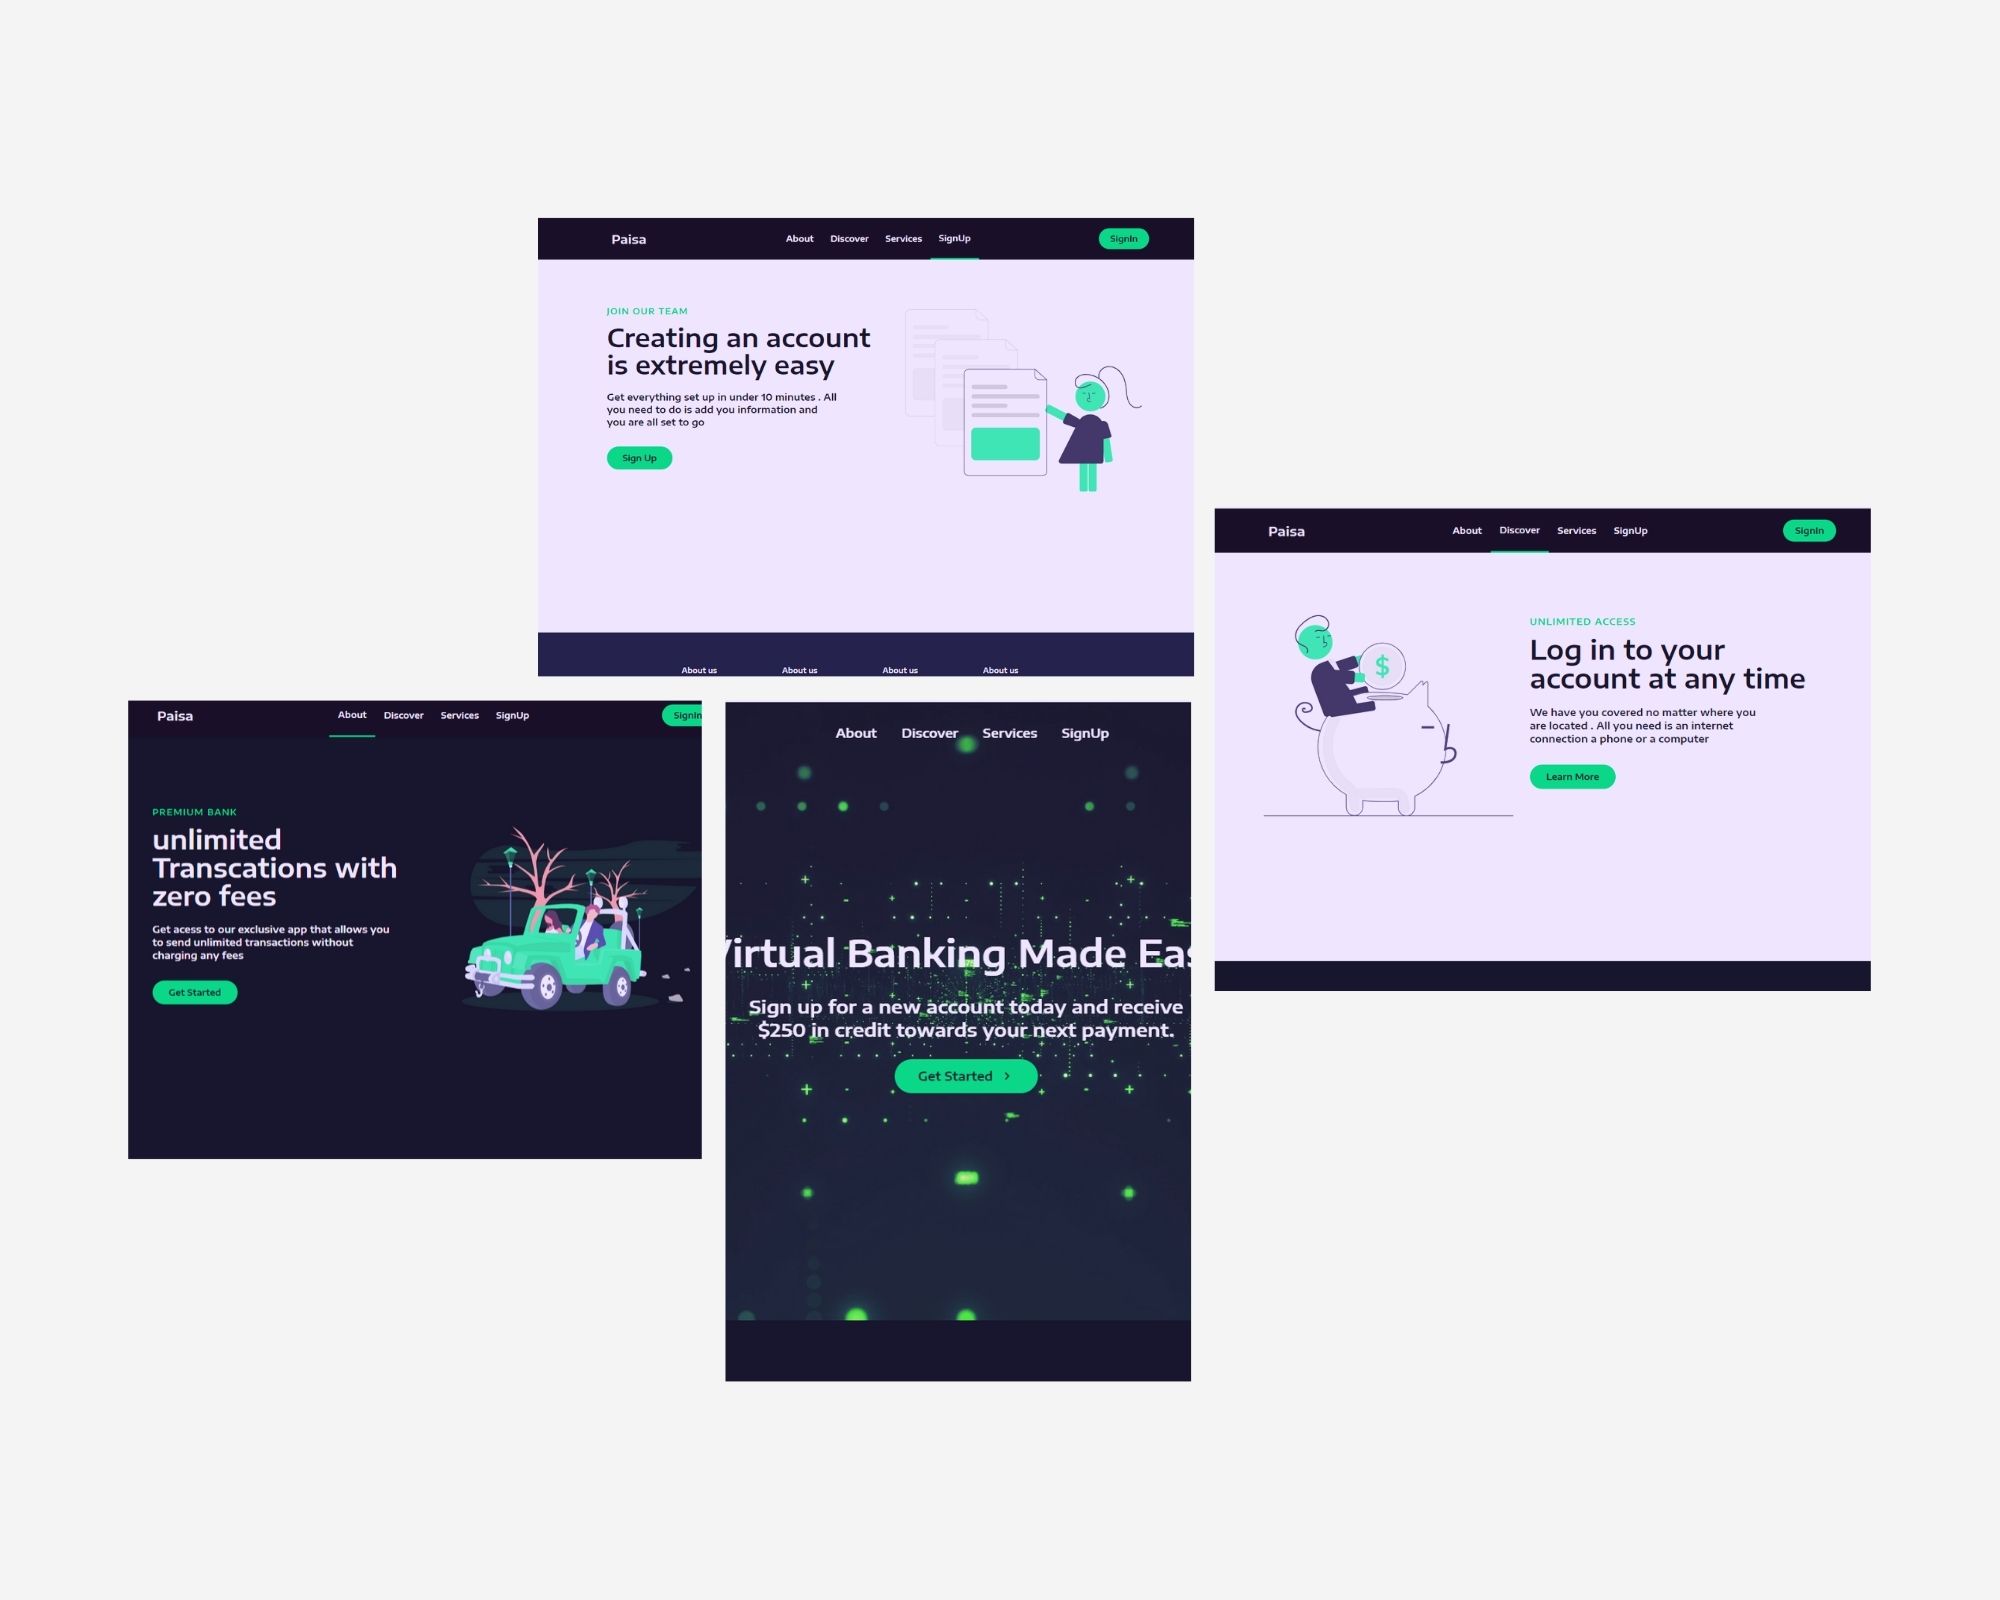 Paisa
About Discover Services SignUp
SignIn
JOIN OUR TEAM
Creating an account
is extremely easy
Get everything set up in under 10 minutes . All
you need to do is add you information and
you are all set to go
Sign Up
About us About us About us About us
Paisa
About Discover Services SignUp
SignIn
UNLIMITED ACCESS
Log in to your
account at any time
We have you covered no matter where you
are located . All you need is an internet
connection a phone or a computer
Learn More
$
Paisa
About Discover Services SignUp
SignIn
PREMIUM BANK
unlimited
Transcations with
zero fees
Get acess to our exclusive app that allows you
to send unlimited transactions without
charging any fees
Get Started
About Discover Services SignUp
Virtual Banking Made Eas
Sign up for a new account today and receive
$250 in credit towards your next payment.
Get Started